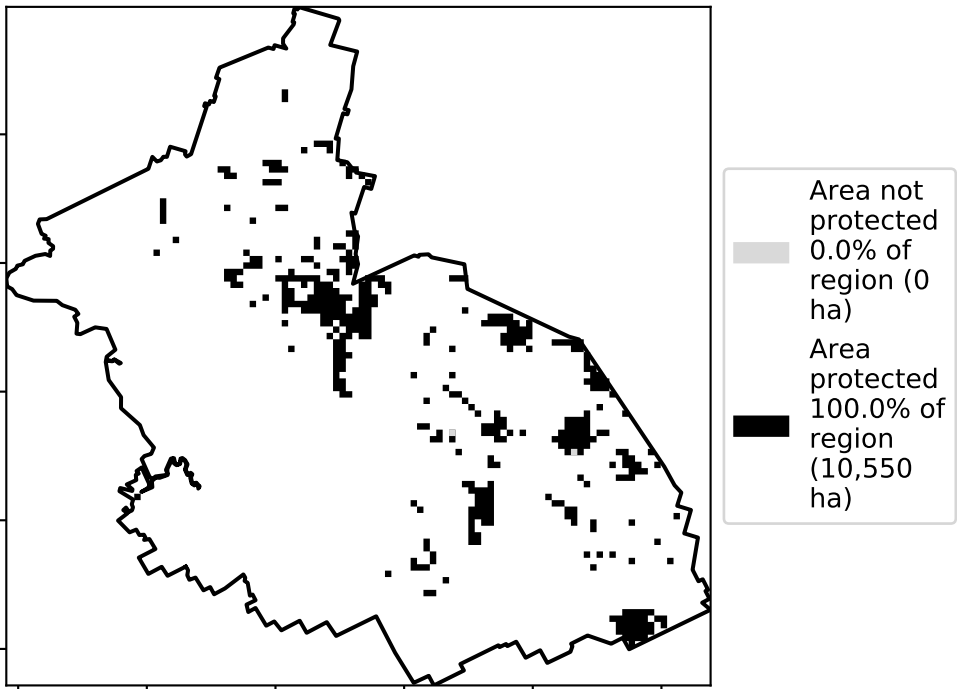 Area not
protected
0.0% of
region (0
ha)
Area
protected
100.0% of
region
(10,550
ha)